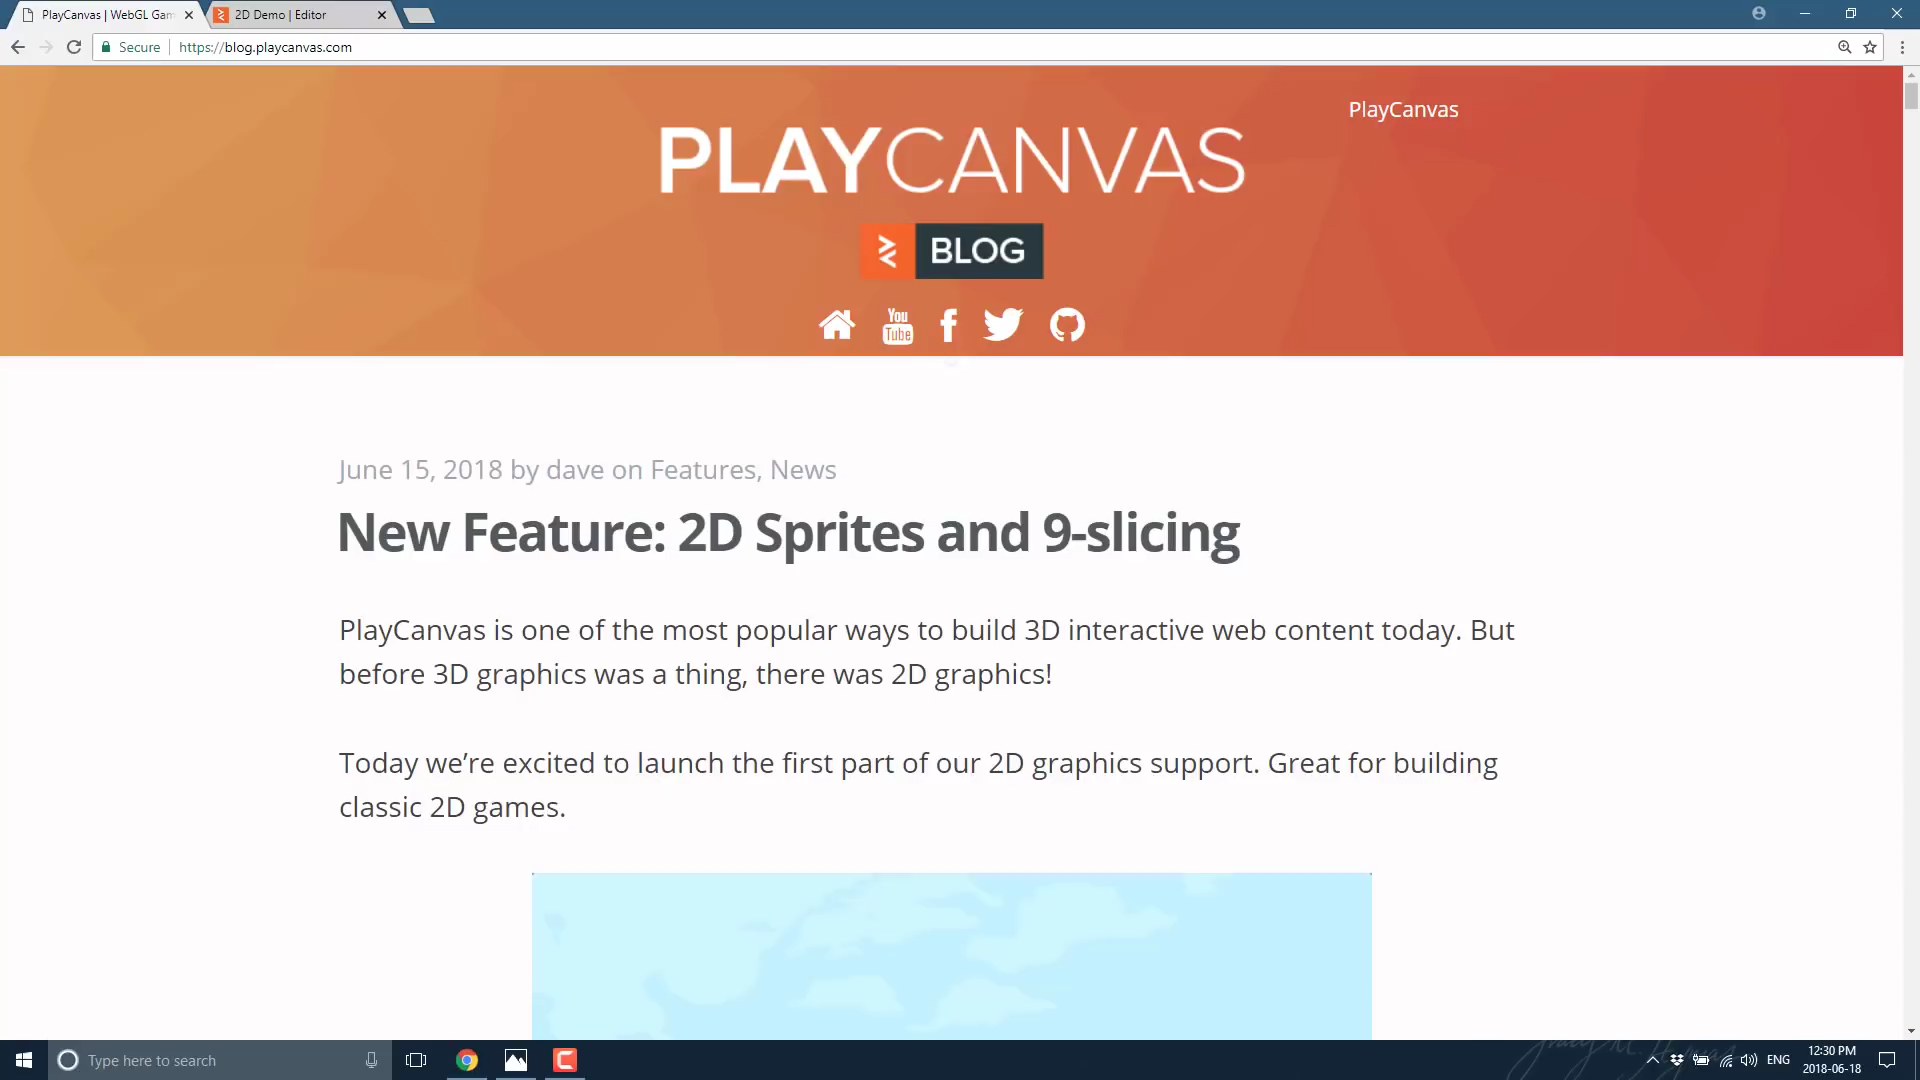 PlayCanvas | WebGL Gam
2D Demo | Editor
Secure
https://blog.playcanvas.com
PlayCanvas
PLAYCANVAS
BLOG
You
Tube
June 15, 2018 by dave on Features, News
New Feature: 2D Sprites and 9-slicing
PlayCanvas is one of the most popular ways to build 3D interactive web content today. But
before 3D graphics was a thing, there was 2D graphics!
Today we’re excited to launch the first part of our 2D graphics support. Great for building
classic 2D games.
Type here to search
ENG
12:30 PM
2018-06-18